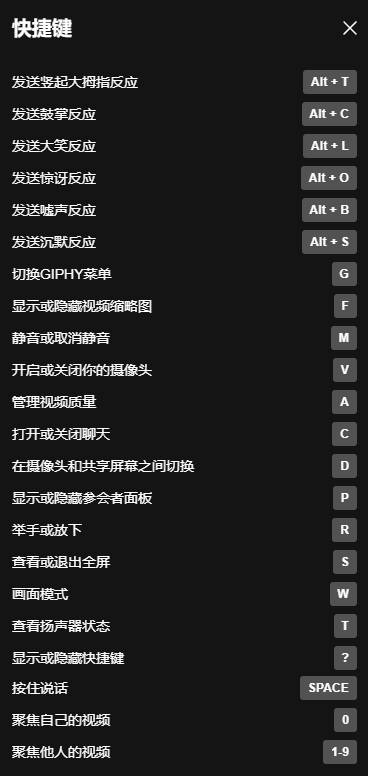 快捷键
发送竖起大拇指反应 Alt + T
发送鼓掌反应 Alt + C
发送大笑反应 Alt + L
发送惊讶反应 Alt + O
发送嘘声反应 Alt + B
发送沉默反应 Alt + S
切换GIPHY菜单 G
显示或隐藏视频缩略图 F
静音或取消静音 M
开启或关闭你的摄像头 V
管理视频质量 A
打开或关闭聊天 C
在摄像头和共享屏幕之间切换 D
显示或隐藏参会者面板 P
举手或放下 R
查看或退出全屏 S
画面模式 W
查看扬声器状态 T
显示或隐藏快捷键 ?
按住说话 SPACE
聚焦自己的视频 0
聚焦他人的视频 1-9